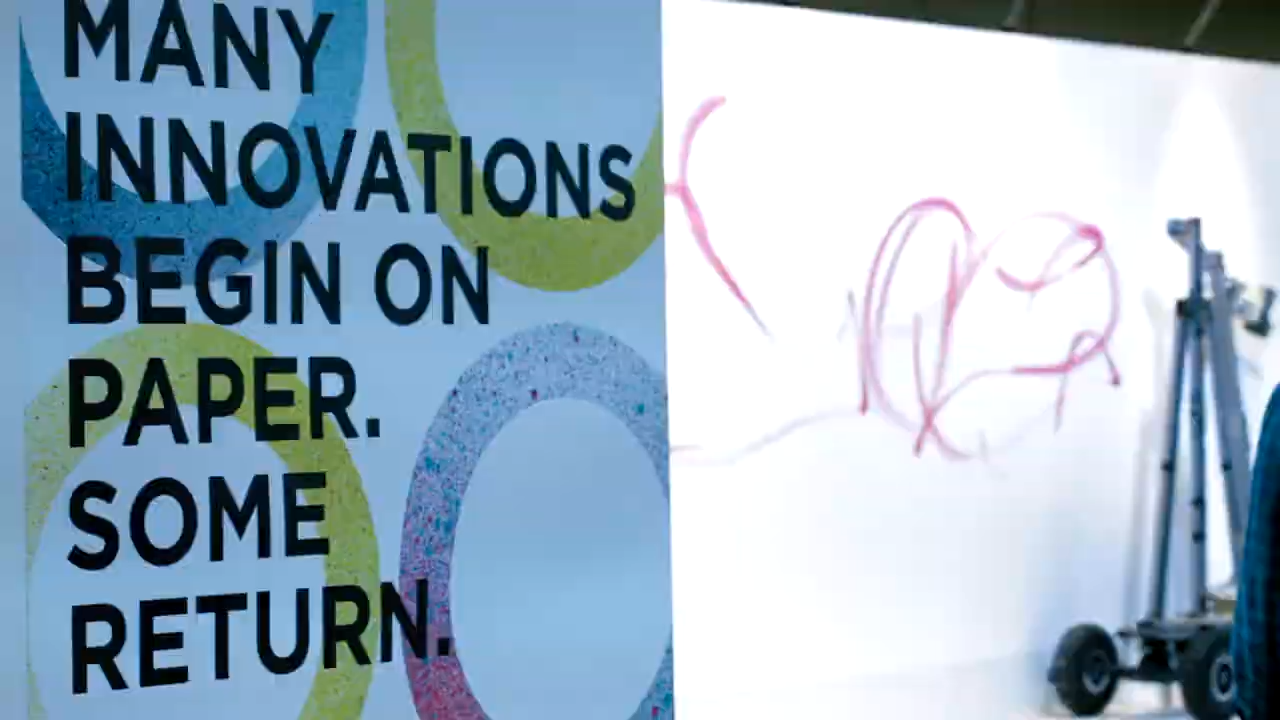 MANY
INNOVATIONS
BEGIN ON
PAPER.
SOME
RETURN.